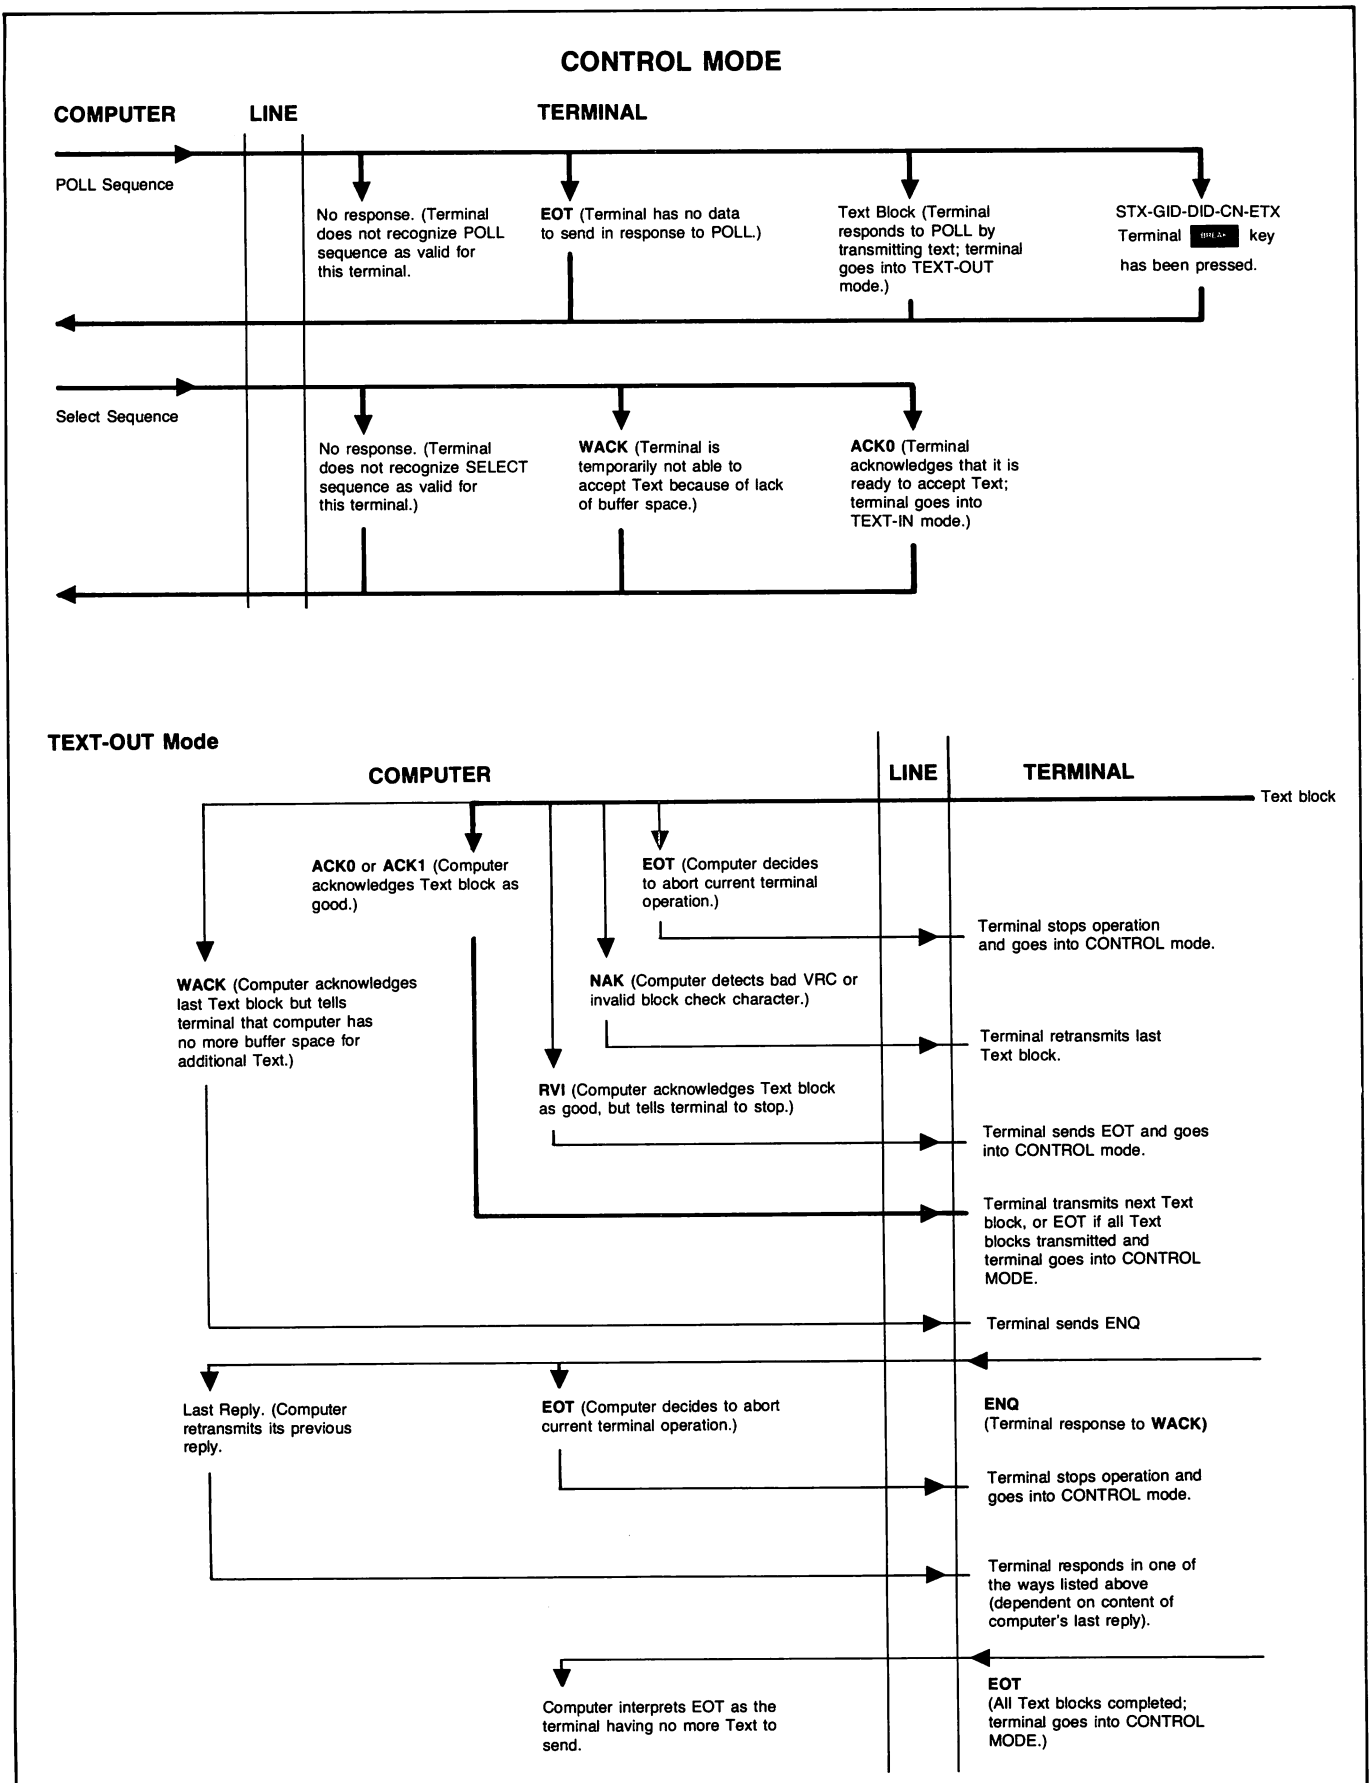 CONTROL MODE
COMPUTER
LINE
TERMINAL
POLL Sequence
No response. (Terminal
does not recognize POLL
sequence as valid for
this terminal.
EOT (Terminal has no data
to send in response to POLL.)
Text Block (Terminal
responds to POLL by
transmitting text; terminal
goes into TEXT-OUT
mode.)
STX-GID-DID-CN-ETX
Terminal BREAK key
has been pressed.
Select Sequence
No response. (Terminal
does not recognize SELECT
sequence as valid for
this terminal.)
WACK (Terminal is
temporarily not able to
accept Text because of lack
of buffer space.)
ACK0 (Terminal
acknowledges that it is
ready to accept Text;
terminal goes into
TEXT-IN mode.)
TEXT-OUT Mode
COMPUTER
LINE
TERMINAL
Text block
ACK0 or ACK1 (Computer
acknowledges Text block as
good.)
EOT (Computer decides
to abort current terminal
operation.)
Terminal stops operation
and goes into CONTROL mode.
WACK (Computer acknowledges
last Text block but tells
terminal that computer has
no more buffer space for
additional Text.)
NAK (Computer detects bad VRC or
invalid block check character.)
Terminal retransmits last
Text block.
RVI (Computer acknowledges Text block
as good, but tells terminal to stop.)
Terminal sends EOT and goes
into CONTROL mode.
Terminal transmits next Text
block, or EOT if all Text
blocks transmitted and
terminal goes into CONTROL
MODE.
Terminal sends ENQ
Last Reply. (Computer
retransmits its previous
reply.
EOT (Computer decides to abort
current terminal operation.)
ENQ
(Terminal response to WACK)
Terminal stops operation and
goes into CONTROL mode.
Terminal responds in one of
the ways listed above
(dependent on content of
computer's last reply).
Computer interprets EOT as the
terminal having no more Text to
send.
EOT
(All Text blocks completed;
terminal goes into CONTROL
MODE.)